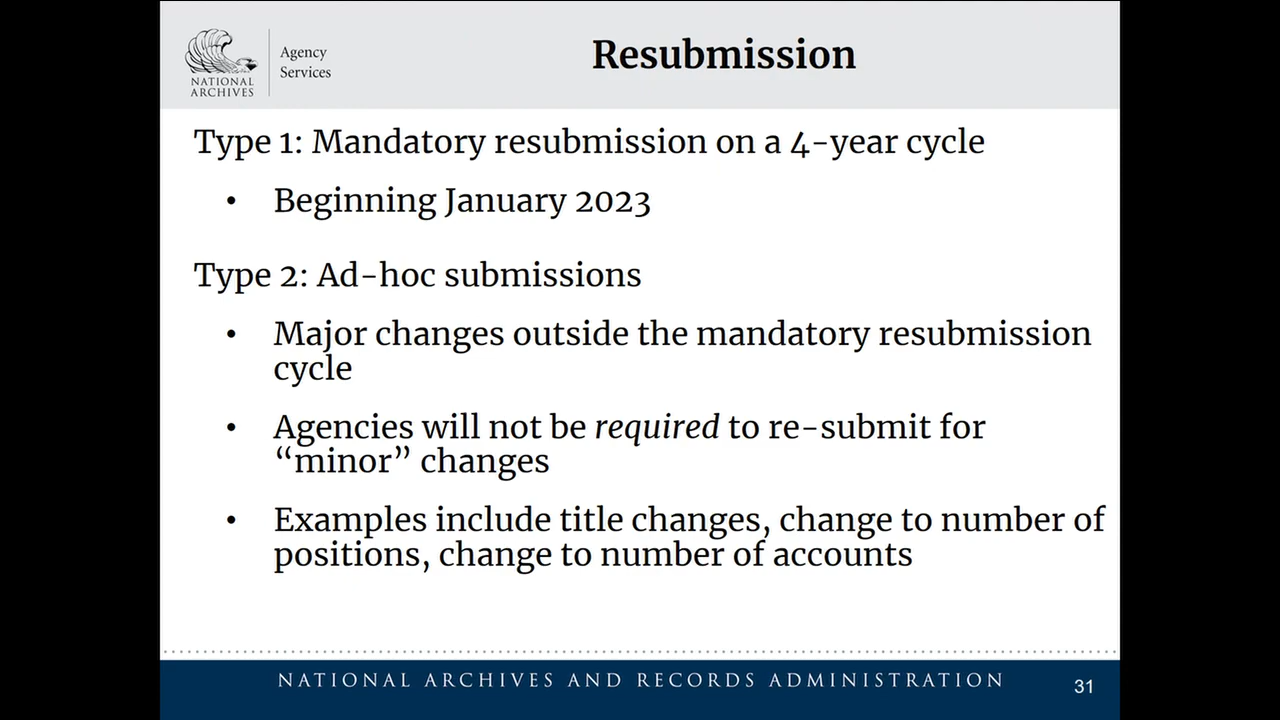 NATIONAL
ARCHIVES
Agency
Services
Resubmission
Type 1: Mandatory resubmission on a 4-year cycle
• Beginning January 2023
Type 2: Ad-hoc submissions
• Major changes outside the mandatory resubmission
cycle
• Agencies will not be required to re-submit for
“minor” changes
• Examples include title changes, change to number of
positions, change to number of accounts
NATIONAL ARCHIVES AND RECORDS ADMINISTRATION
31